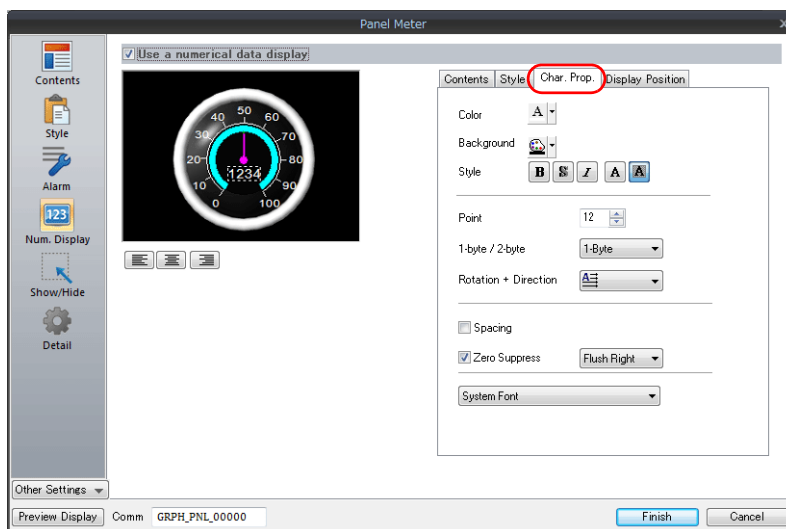 Panel Meter
Contents
Style
Alarm
123
Num. Display
Show/Hide
Detail
Other Settings
Use a numerical data display
40 50 60
30 70
20 80
1234
10 90
0 100
Contents Style Char. Prop. Display Position
Color A
Background
Style B S I A A
Point 12
1-byte / 2-byte 1-Byte
Rotation + Direction A
Spacing
Zero Suppress Flush Right
System Font
Preview Display Comm GRPH_PNL_00000 Finish Cancel